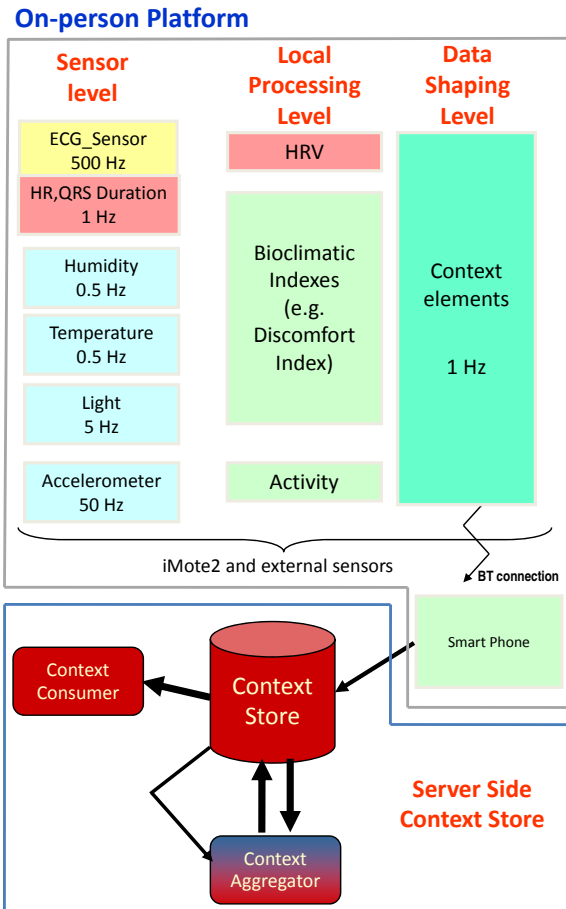 On-person Platform
Sensor
level
Local
Processing
Level
Data
Shaping
Level
ECG_Sensor
500 Hz
HR,QRS Duration
1 Hz
Humidity
0.5 Hz
Temperature
0.5 Hz
Light
5 Hz
Accelerometer
50 Hz
HRV
Bioclimatic
Indexes
(e.g.
Discomfort
Index)
Activity
Context
elements
1 Hz
iMote2 and external sensors
BT connection
Smart Phone
Context
Consumer
Context
Store
Context
Aggregator
Server Side
Context Store